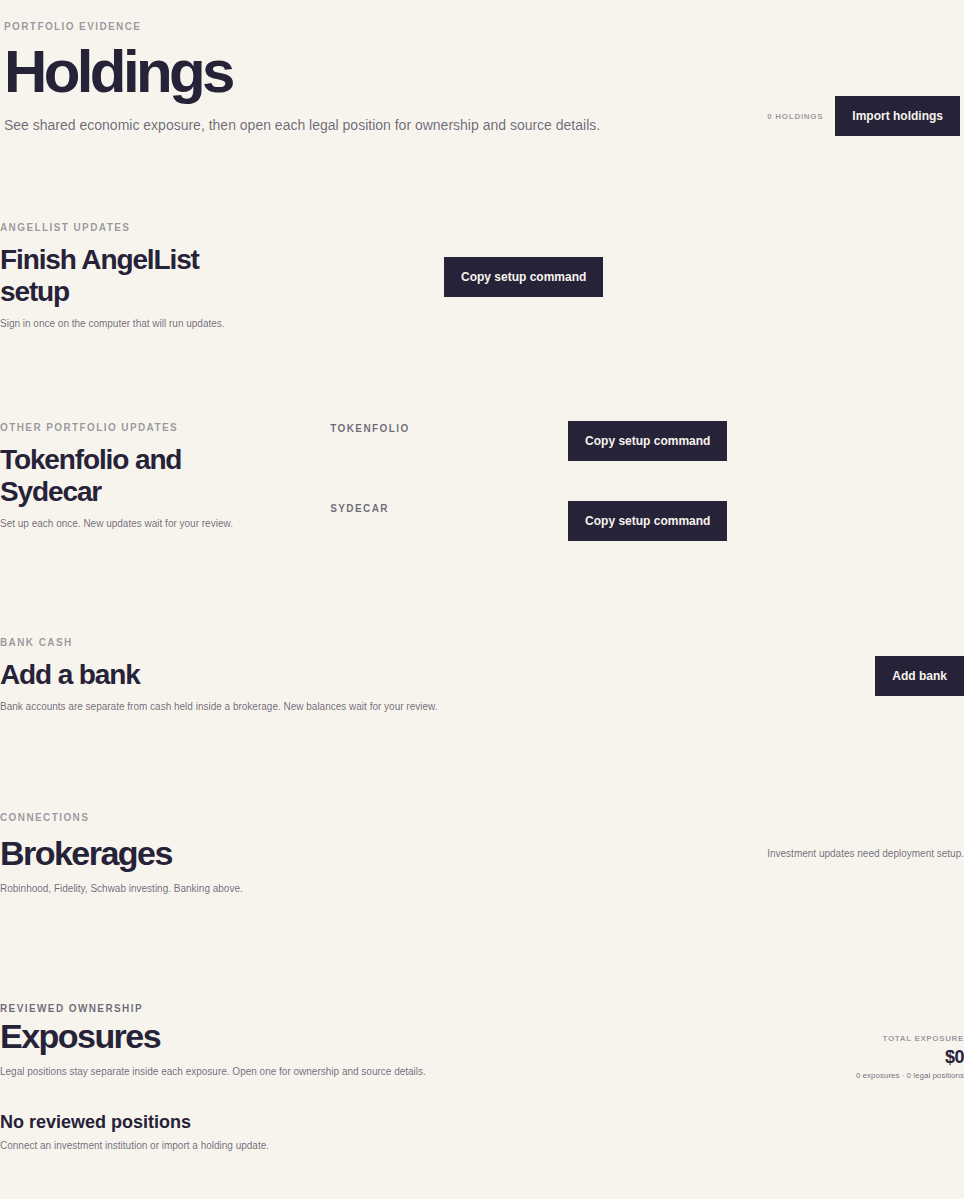 PORTFOLIO EVIDENCE
Holdings
See shared economic exposure, then open each legal position for ownership and source details.
0 HOLDINGS
Import holdings
ANGELLIST UPDATES
Finish AngelList
setup
Sign in once on the computer that will run updates.
Copy setup command
OTHER PORTFOLIO UPDATES
Tokenfolio and
Sydecar
Set up each once. New updates wait for your review.
TOKENFOLIO
Copy setup command
SYDECAR
Copy setup command
BANK CASH
Add a bank
Bank accounts are separate from cash held inside a brokerage. New balances wait for your review.
Add bank
CONNECTIONS
Brokerages
Robinhood, Fidelity, Schwab investing. Banking above.
Investment updates need deployment setup.
REVIEWED OWNERSHIP
Exposures
Legal positions stay separate inside each exposure. Open one for ownership and source details.
TOTAL EXPOSURE
$0
0 exposures · 0 legal positions
No reviewed positions
Connect an investment institution or import a holding update.